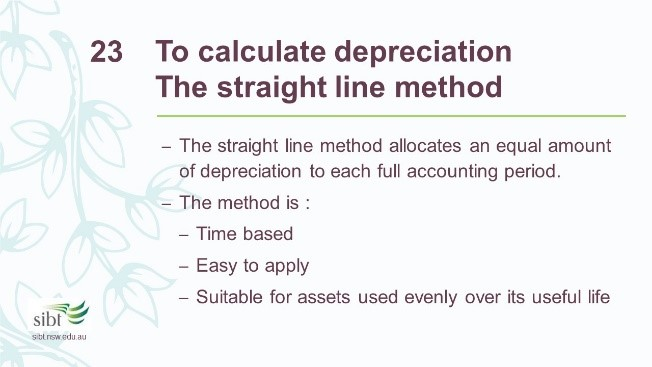 23 To calculate depreciation
The straight line method
– The straight line method allocates an equal amount
of depreciation to each full accounting period.
– The method is :
– Time based
– Easy to apply
– Suitable for assets used evenly over its useful life
sibt
sibt.nsw.edu.au